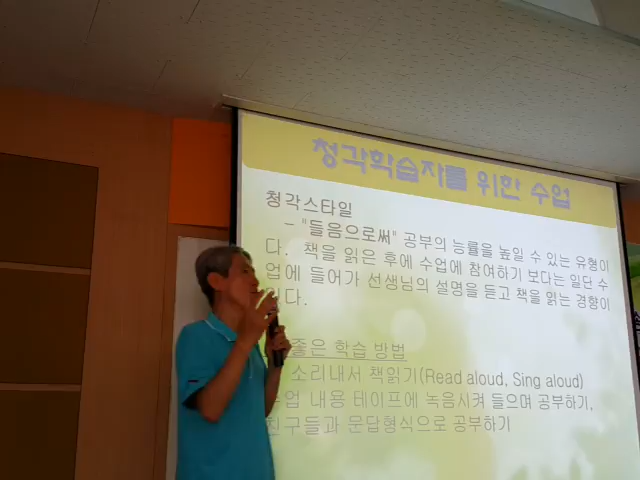 청각학습자를 위한 수업
청각스타일
- "들음으로써" 공부의 능률을 높일 수 있는 유형이
다. 책을 읽은 후에 수업에 참여하기 보다는 일단 수
업에 들어가 선생님의 설명을 듣고 책을 읽는 경향이
다.
좋은 학습 방법
소리내서 책읽기(Read aloud, Sing aloud)
업 내용 테이프에 녹음시켜 들으며 공부하기,
친구들과 문답형식으로 공부하기